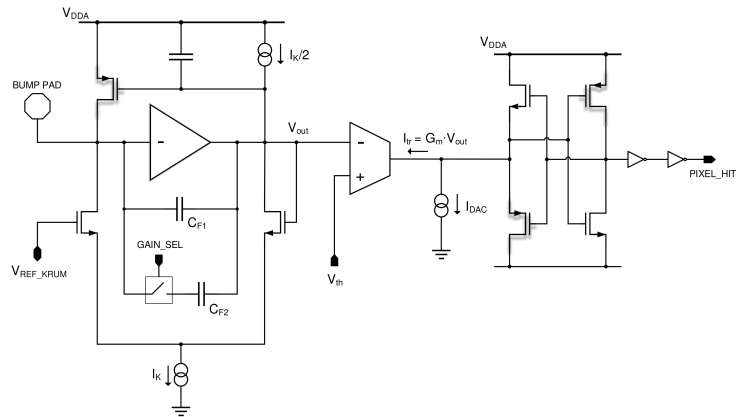 V_DDA
I_K/2
BUMP PAD
V_DDA
V_out
I_tr = G_m·V_out
-
-
+
PIXEL_HIT
C_F1
I_DAC
GAIN_SEL
V_REF_KRUM
V_th
C_F2
I_K